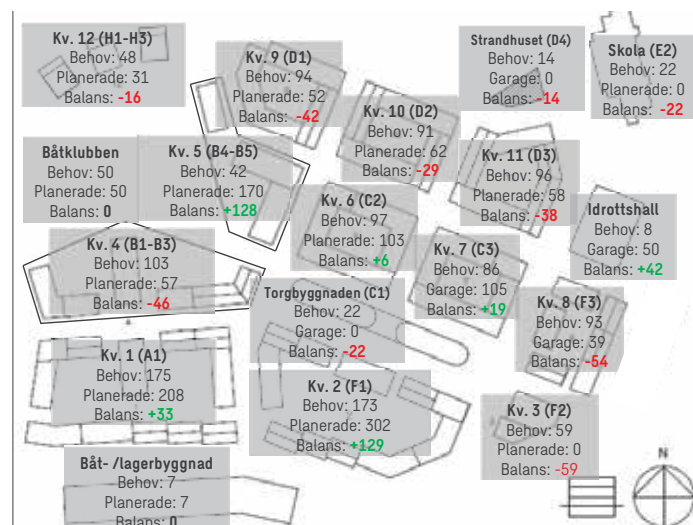 Kv. 12 (H1-H3)
Behov: 48
Planerade: 31
Balans: -16
Kv. 9 (D1)
Behov: 94
Planerade: 52
Balans: -42
Strandhuset (D4)
Behov: 14
Garage: 0
Balans: -14
Skola (E2)
Behov: 22
Planerade: 0
Balans: -22
Kv. 10 (D2)
Behov: 91
Planerade: 62
Balans: -29
Båtklubben
Behov: 50
Planerade: 50
Balans: 0
Kv. 5 (B4-B5)
Behov: 42
Planerade: 170
Balans: +128
Kv. 11 (D3)
Behov: 96
Planerade: 58
Balans: -38
Kv. 6 (C2)
Behov: 97
Planerade: 103
Balans: +6
Idrottshall
Behov: 8
Garage: 50
Balans: +42
Kv. 4 (B1-B3)
Behov: 103
Planerade: 57
Balans: -46
Kv. 7 (C3)
Behov: 86
Garage: 105
Balans: +19
Torgbyggnaden (C1)
Behov: 22
Garage: 0
Balans: -22
Kv. 8 (F3)
Behov: 93
Garage: 39
Balans: -54
Kv. 1 (A1)
Behov: 175
Planerade: 208
Balans: +33
Kv. 2 (F1)
Behov: 173
Planerade: 302
Balans: +129
Kv. 3 (F2)
Behov: 59
Planerade: 0
Balans: -59
Båt- /lagerbyggnad
Behov: 7
Planerade: 7
Balans: 0
N